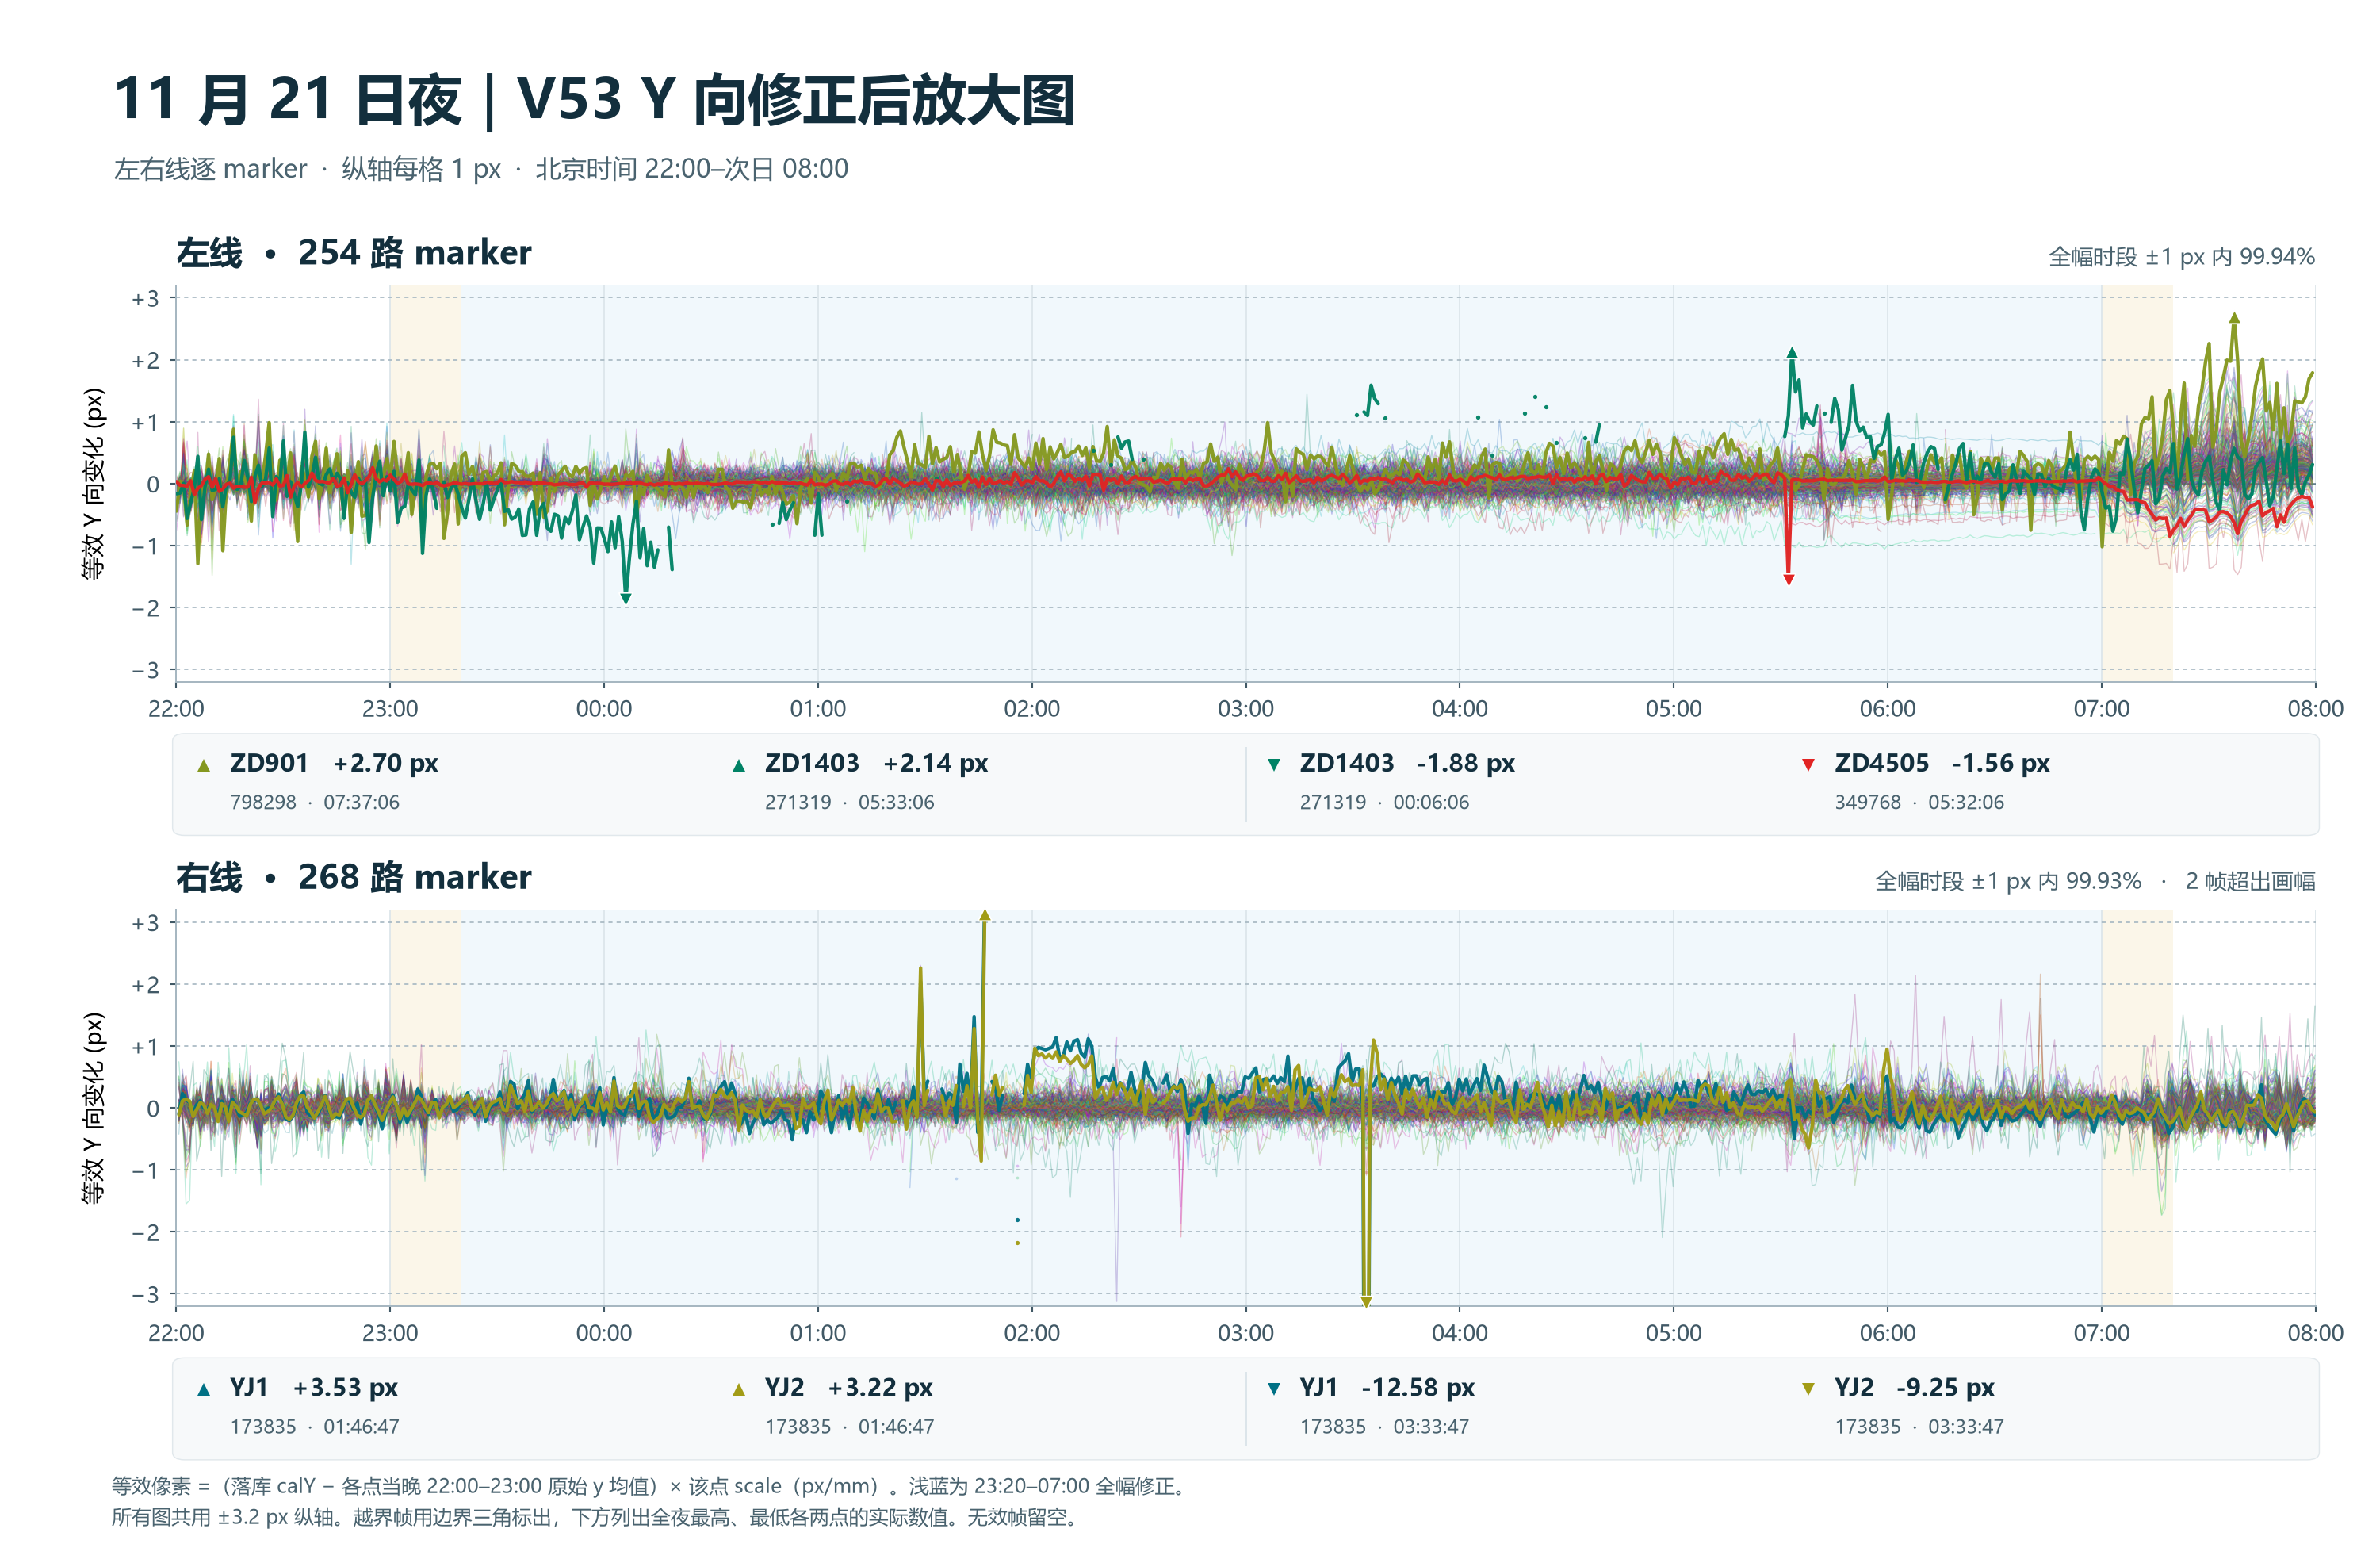 11 月 21 日夜 | V53 Y 向修正后放大图
左右线逐 marker · 纵轴每格 1 px · 北京时间 22:00–次日 08:00
左线 • 254 路 marker
全幅时段 ±1 px 内 99.94%
等效 Y 向变化 (px)
+3
+2
+1
0
−1
−2
−3
22:00 23:00 00:00 01:00 02:00 03:00 04:00 05:00 06:00 07:00 08:00
▲ ZD901 +2.70 px ▲ ZD1403 +2.14 px ▼ ZD1403 -1.88 px ▼ ZD4505 -1.56 px
798298 · 07:37:06 271319 · 05:33:06 271319 · 00:06:06 349768 · 05:32:06
右线 • 268 路 marker
全幅时段 ±1 px 内 99.93% · 2 帧超出画幅
等效 Y 向变化 (px)
+3
+2
+1
0
−1
−2
−3
22:00 23:00 00:00 01:00 02:00 03:00 04:00 05:00 06:00 07:00 08:00
▲ YJ1 +3.53 px ▲ YJ2 +3.22 px ▼ YJ1 -12.58 px ▼ YJ2 -9.25 px
173835 · 01:46:47 173835 · 01:46:47 173835 · 03:33:47 173835 · 03:33:47
等效像素 =（落库 calY − 各点当晚 22:00–23:00 原始 y 均值）× 该点 scale（px/mm）。浅蓝为 23:20–07:00 全幅修正。
所有图共用 ±3.2 px 纵轴。越界帧用边界三角标出，下方列出全夜最高、最低各两点的实际数值。无效帧留空。